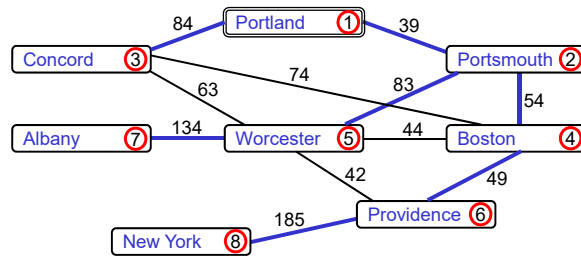 84 Portland 1 39
Concord 3 74 Portsmouth 2
63 83 54
Albany 7 134 Worcester 5 44 Boston 4
42 49
Providence 6
New York 8 185